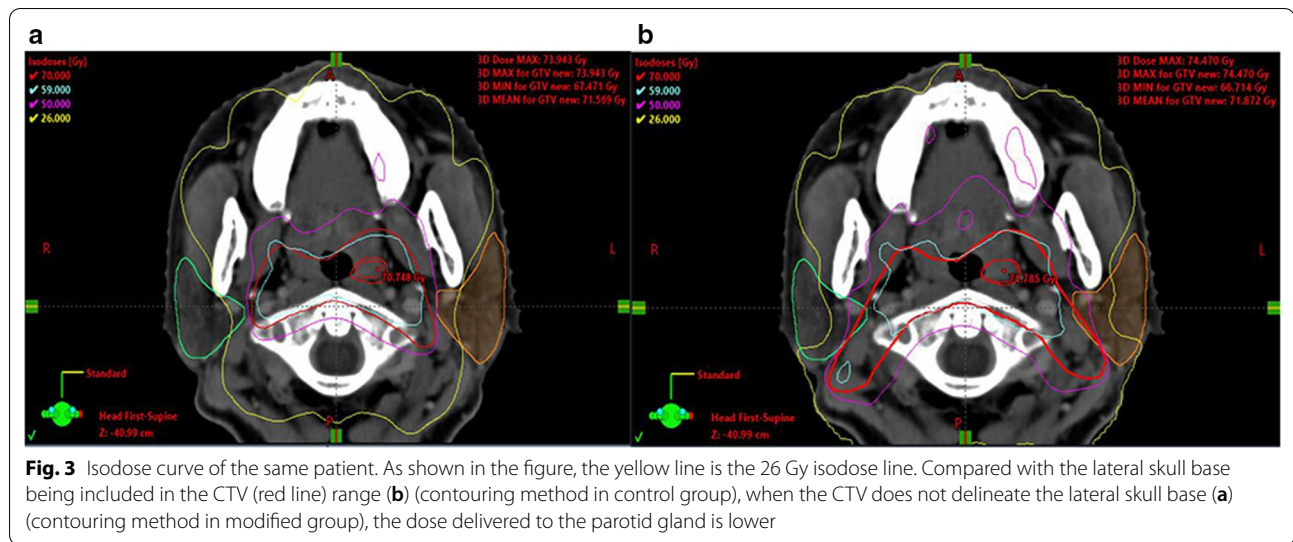 a
b
Isodoses [Gy]
✔ 70.000
✔ 59.000
✔ 50.000
✔ 26.000
3D Dose MAX: 73.943 Gy
3D MAX for GTV new: 73.943 Gy
3D MIN for GTV new: 67.471 Gy
3D MEAN for GTV new: 71.569 Gy
A
R
L
70.748 Gy
Standard
Head First-Supine
Z: -40.99 cm
P
Isodoses [Gy]
✔ 70.000
✔ 59.000
✔ 50.000
✔ 26.000
3D Dose MAX: 74.470 Gy
3D MAX for GTV new: 74.470 Gy
3D MIN for GTV new: 66.714 Gy
3D MEAN for GTV new: 71.872 Gy
A
R
L
71.785 Gy
Standard
Head First-Supine
Z: -40.99 cm
P
Fig. 3 Isodose curve of the same patient. As shown in the figure, the yellow line is the 26 Gy isodose line. Compared with the lateral skull base
being included in the CTV (red line) range (b) (contouring method in control group), when the CTV does not delineate the lateral skull base (a)
(contouring method in modified group), the dose delivered to the parotid gland is lower